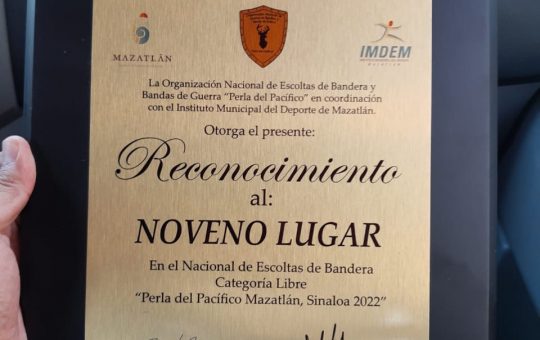 MAZATLÁN
IMDEM
La Organización Nacional de Escoltas de Bandera y
Bandas de Guerra “Perla del Pacífico” en coordinación
con el Instituto Municipal del Deporte de Mazatlán.
Otorga el presente:
Reconocimiento
al:
NOVENO LUGAR
En el Nacional de Escoltas de Bandera
Categoría Libre
“Perla del Pacífico Mazatlán, Sinaloa 2022”